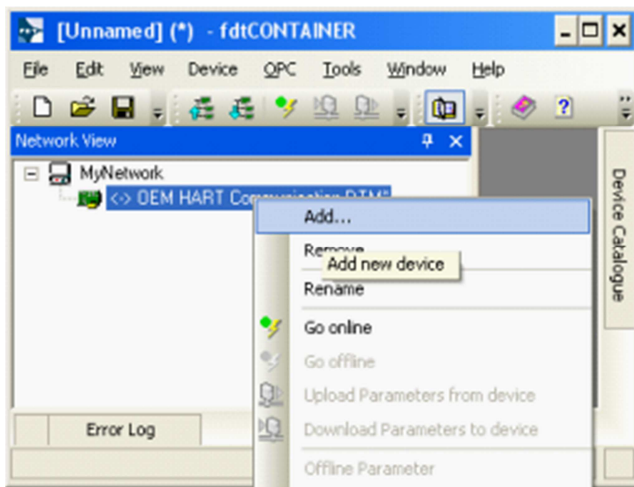 [Unnamed] (*) - fdtCONTAINER
File Edit View Device OPC Tools Window Help
Network View
MyNetwork
<-> OEM HART Communication DTM"
Add...
Remove
Add new device
Rename
Go online
Go offline
Upload Parameters from device
Download Parameters to device
Offline Parameter
Error Log
Device Catalogue